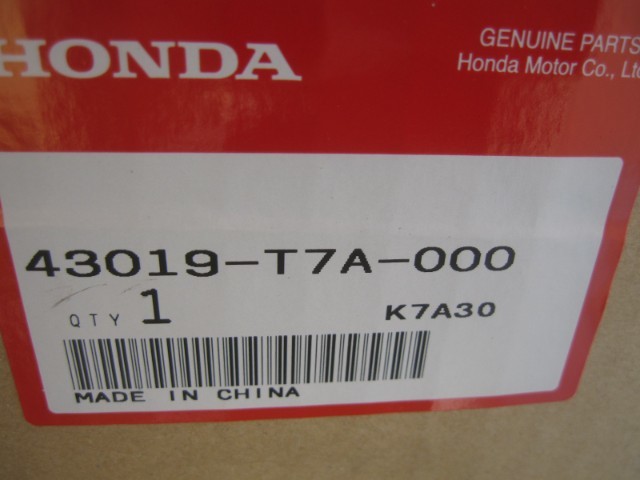 HONDA
GENUINE PARTS
Honda Motor Co., Ltd
43019-T7A-000
QTY 1 K7A30
MADE IN CHINA